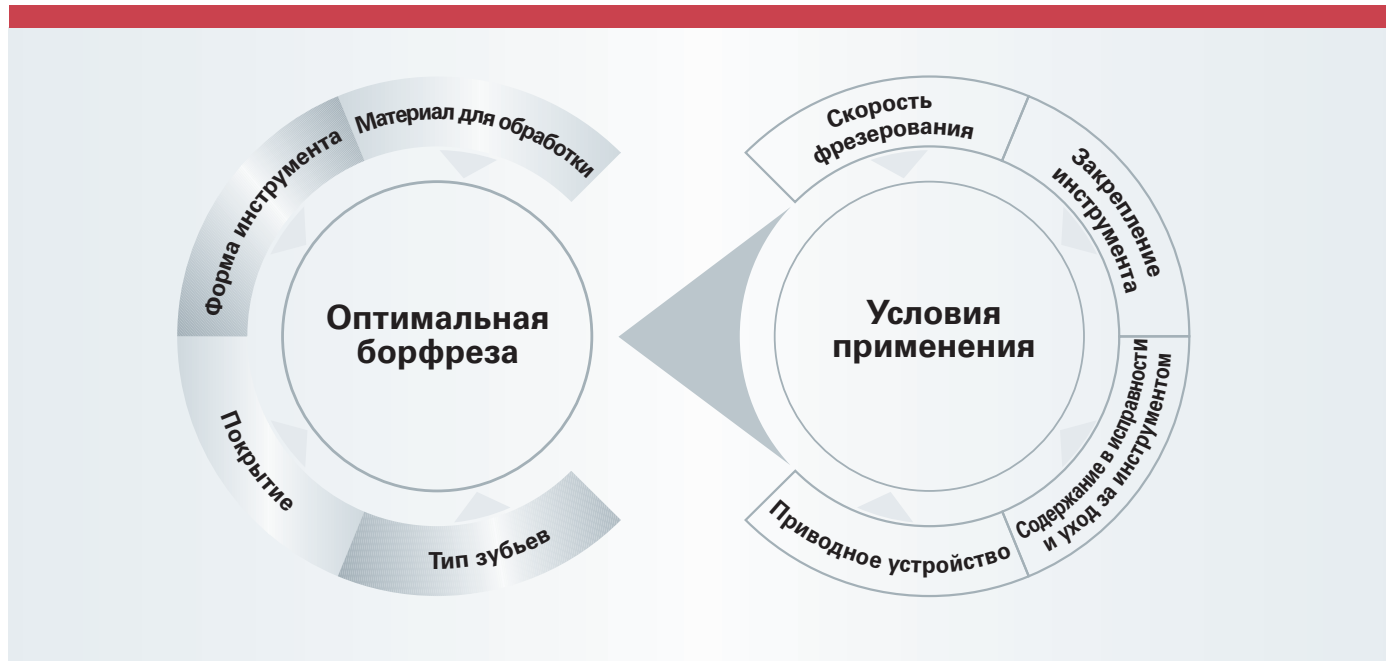 Материал для обработки
Форма инструмента
Оптимальная
борфреза
Покрытие
Тип зубьев
Скорость
фрезерования
Закрепление
инструмента
Условия
применения
Содержание в исправности
и уход за инструментом
Приводное устройство